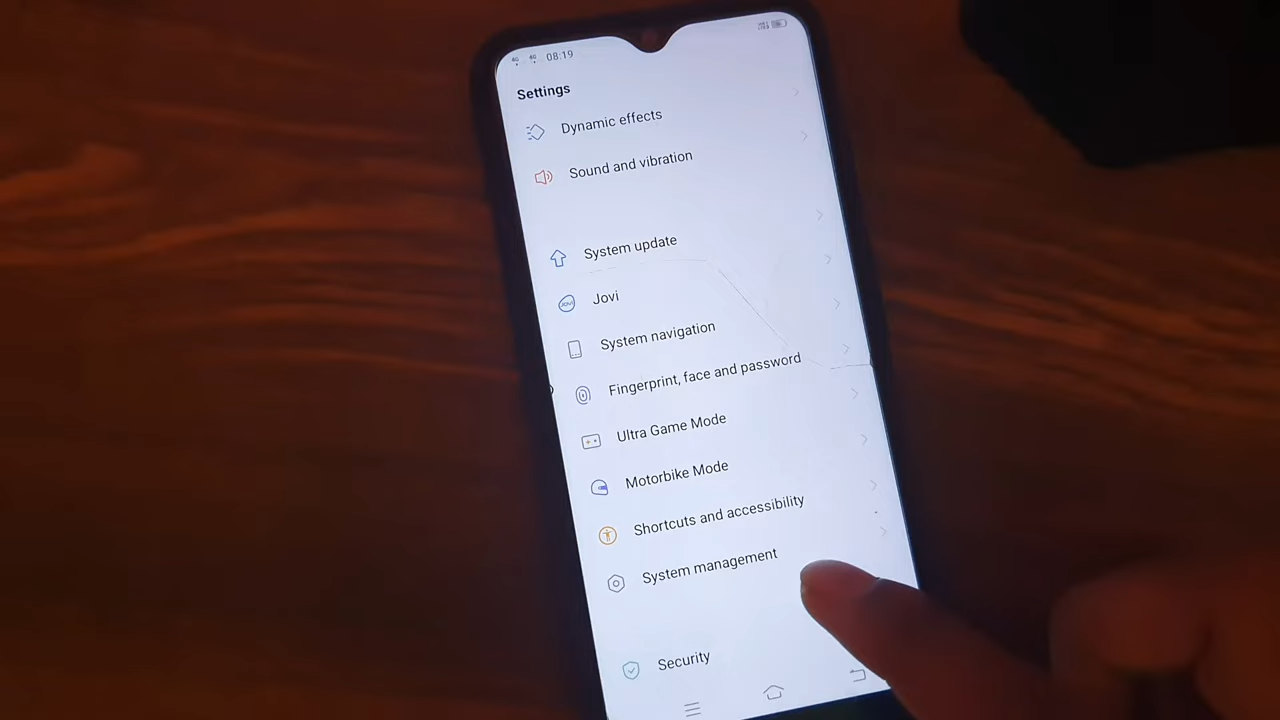 08:19
Settings
Dynamic effects
Sound and vibration
System update
Jovi
System navigation
Fingerprint, face and password
Ultra Game Mode
Motorbike Mode
Shortcuts and accessibility
System management
Security